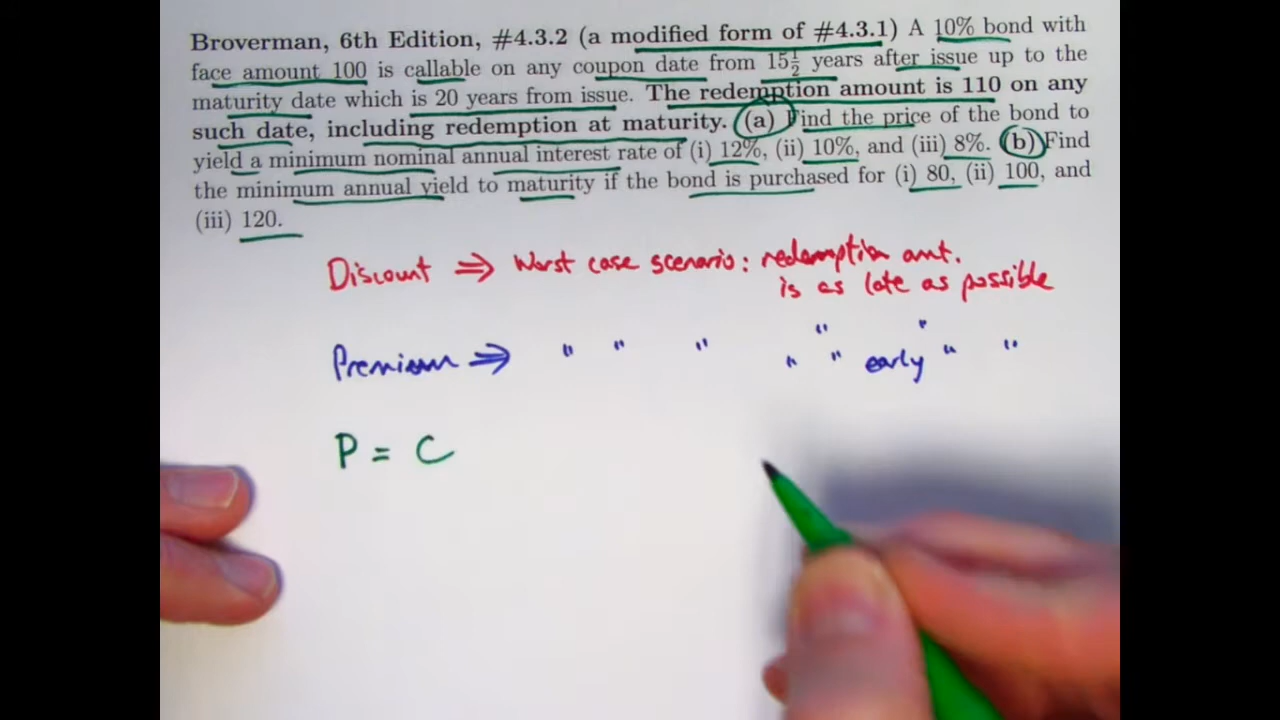 Broverman, 6th Edition, #4.3.2 (a modified form of #4.3.1) A 10% bond with
face amount 100 is callable on any coupon date from 15½ years after issue up to the
maturity date which is 20 years from issue. The redemption amount is 110 on any
such date, including redemption at maturity. (a) Find the price of the bond to
yield a minimum nominal annual interest rate of (i) 12%, (ii) 10%, and (iii) 8%. (b) Find
the minimum annual yield to maturity if the bond is purchased for (i) 80, (ii) 100, and
(iii) 120.
Discount ⇒ Worst case scenario: redemption amt.
is as late as possible
Premium ⇒ " " " " "
" " early " "
P = C